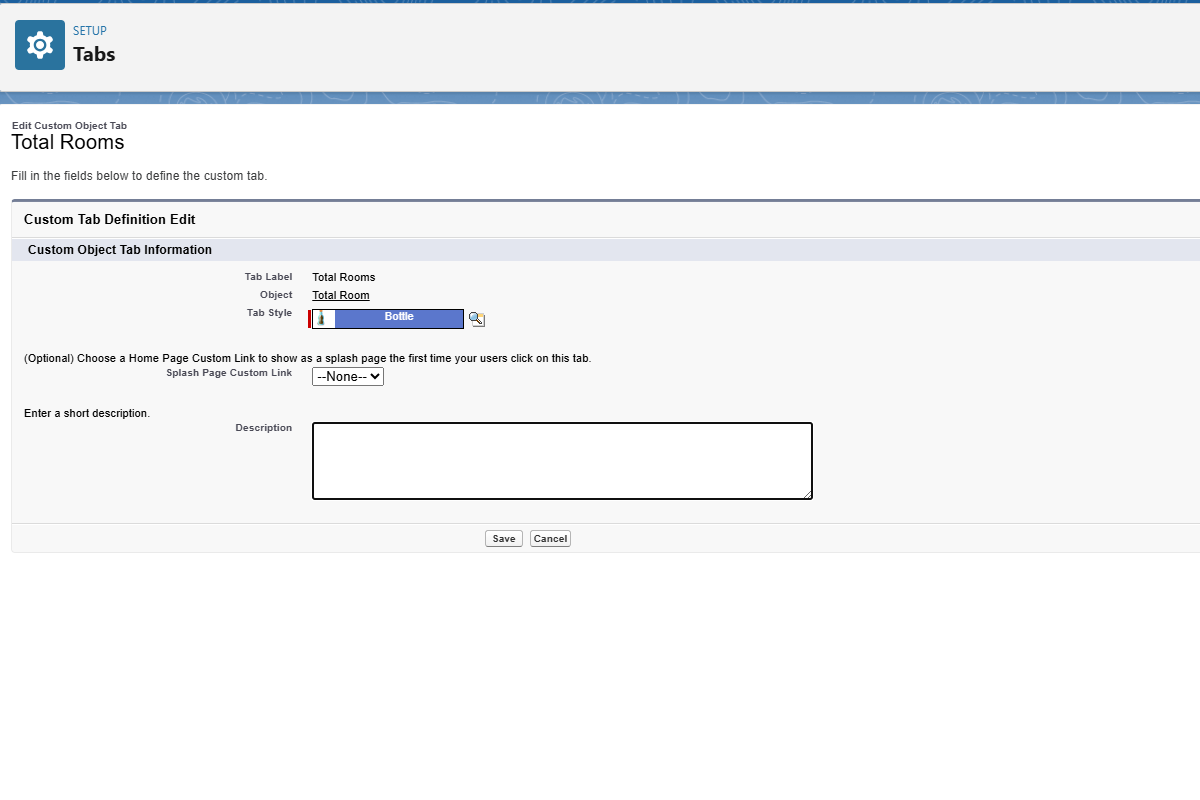 SETUP
Tabs
Edit Custom Object Tab
Total Rooms
Fill in the fields below to define the custom tab.
Custom Tab Definition Edit
Custom Object Tab Information
Tab Label Total Rooms
Object Total Room
Tab Style Bottle
(Optional) Choose a Home Page Custom Link to show as a splash page the first time your users click on this tab.
Splash Page Custom Link --None--
Enter a short description.
Description
Save Cancel